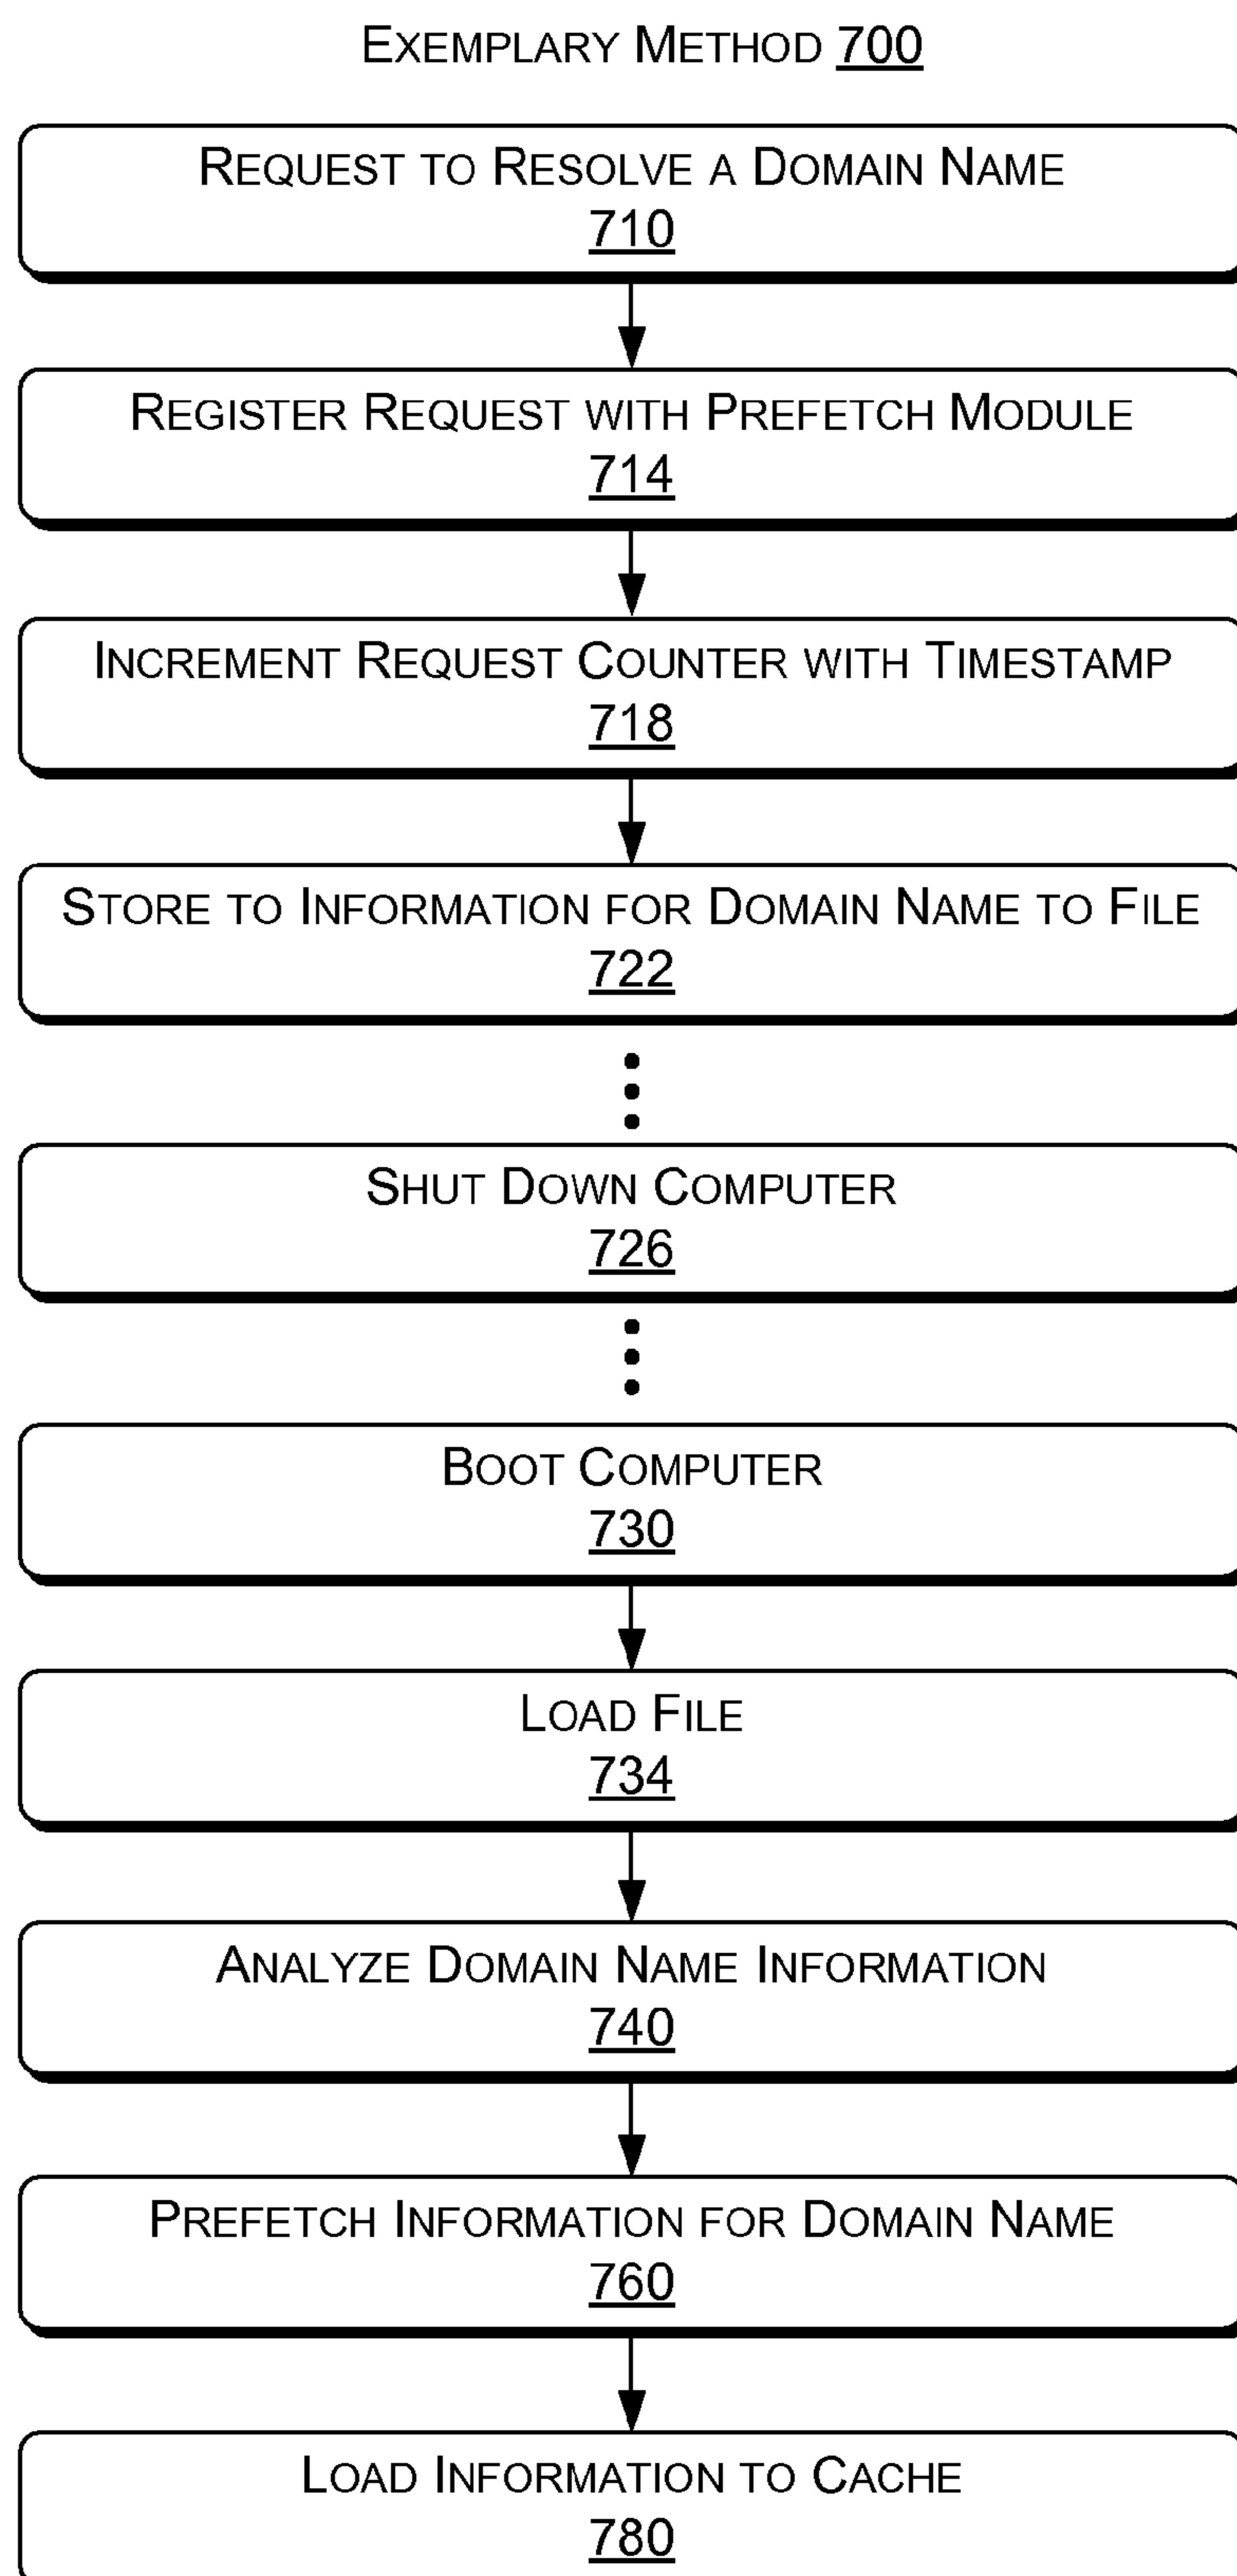 EXEMPLARY METHOD 700
REQUEST TO RESOLVE A DOMAIN NAME
710
REGISTER REQUEST WITH PREFETCH MODULE
714
INCREMENT REQUEST COUNTER WITH TIMESTAMP
718
STORE TO INFORMATION FOR DOMAIN NAME TO FILE
722
SHUT DOWN COMPUTER
726
BOOT COMPUTER
730
LOAD FILE
734
ANALYZE DOMAIN NAME INFORMATION
740
PREFETCH INFORMATION FOR DOMAIN NAME
760
LOAD INFORMATION TO CACHE
780